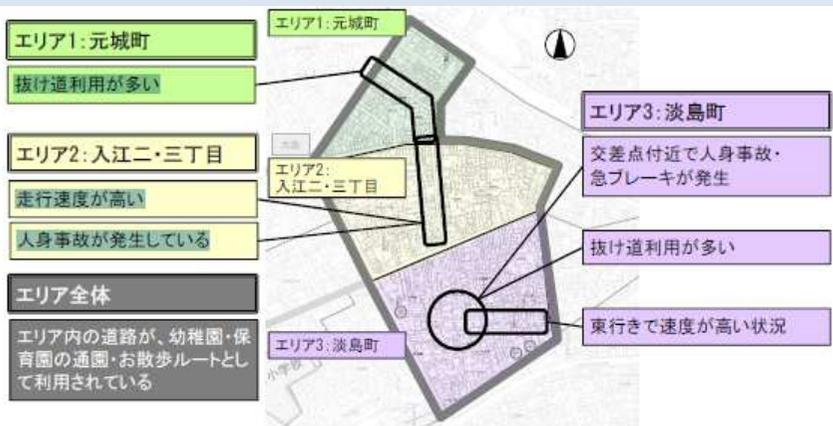 エリア1:元城町
抜け道利用が多い
エリア2:入江二・三丁目
走行速度が高い
人身事故が発生している
エリア全体
エリア内の道路が、幼稚園・保
育園の通園・お散歩ルートとし
て利用されている
エリア1:元城町
エリア2:
入江二・三丁目
エリア3:淡島町
小学校
エリア3:淡島町
交差点付近で人身事故・
急ブレーキが発生
抜け道利用が多い
東行きで速度が高い状況